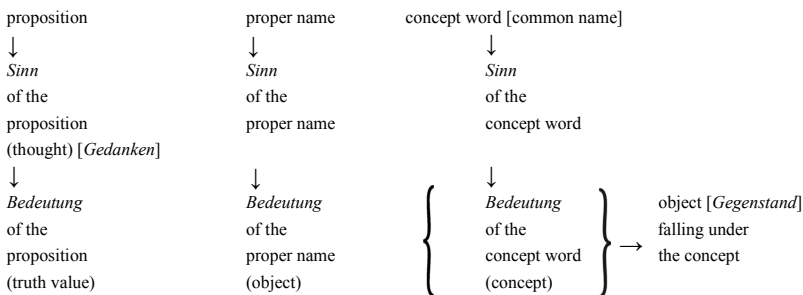 proposition proper name concept word [common name]
↓ ↓ ↓
Sinn Sinn Sinn
of the of the of the
proposition proper name concept word
(thought) [Gedanken]
↓ ↓ ↓
Bedeutung Bedeutung Bedeutung object [Gegenstand]
of the of the of the falling under
proposition proper name concept word → the concept
(truth value) (object) (concept)